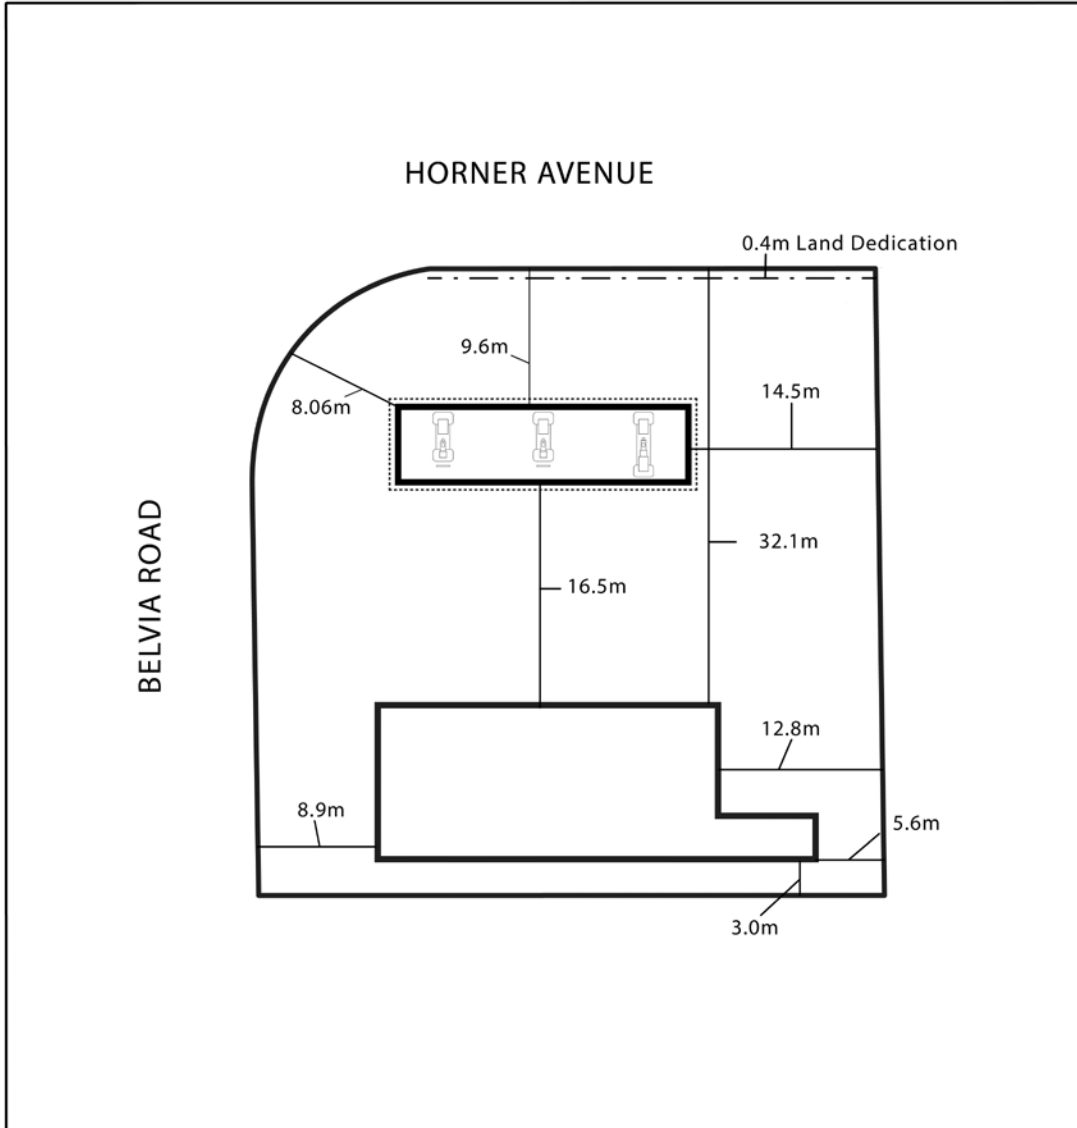 HORNER AVENUE
0.4m Land Dedication
9.6m
14.5m
8.06m
BELVIA ROAD
32.1m
16.5m
12.8m
8.9m
5.6m
3.0m